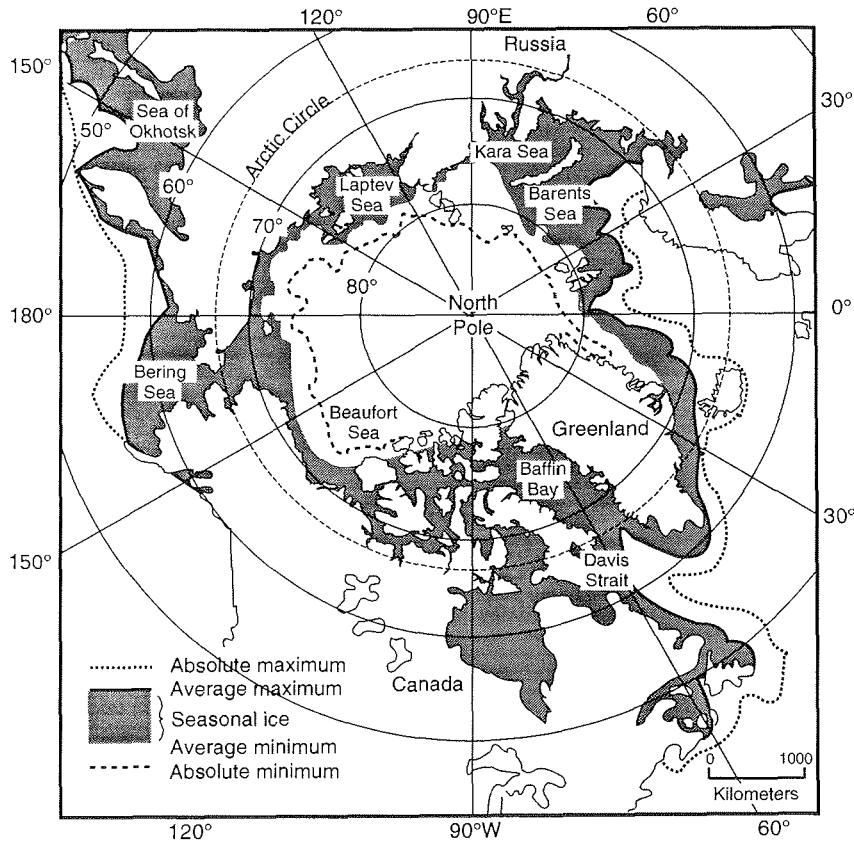 120°
90°E
60°
150°
Russia
30°
Sea of
Okhotsk
50°
Arctic Circle
60°
Kara Sea
Laptev
Sea
Barents
Sea
70°
80°
North
Pole
180°
0°
Bering
Sea
Beaufort
Sea
Greenland
Baffin
Bay
30°
150°
Davis
Strait
Canada
Absolute maximum
Average maximum
Seasonal ice
Average minimum
Absolute minimum
0 1000
Kilometers
120°
90°W
60°